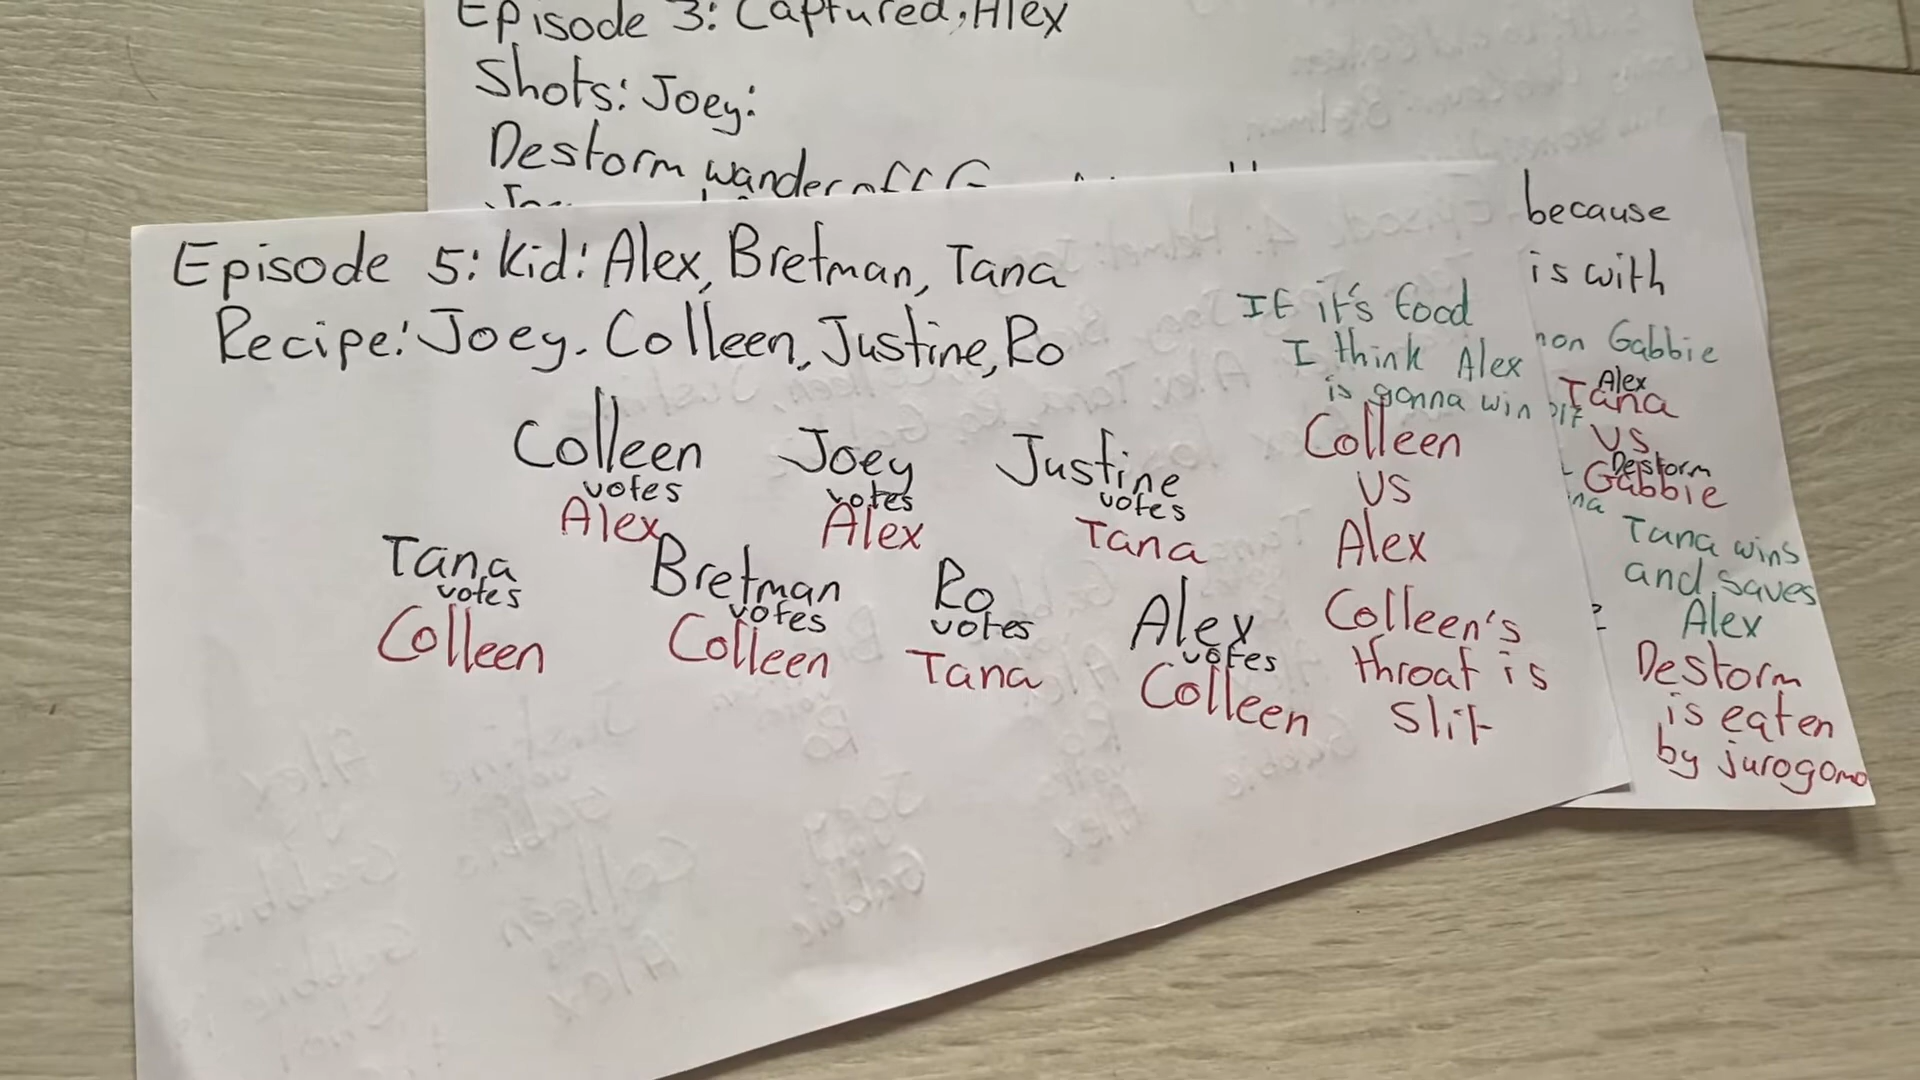 Episode 3: Captured, Alex
Shots: Joey:
Destorm wander off
Episode 5: Kid: Alex, Bretman, Tana
Recipe: Joey. Colleen, Justine, Ro
Colleen
votes
Alex
Joey
votes
Alex
Justine
votes
Tana
Tana
votes
Colleen
Bretman
votes
Colleen
Ro
votes
Tana
Alex
votes
Colleen
If it's food
I think Alex
is gonna win
Colleen
vs
Alex
Colleen's
throat is
slit
because
is with
Gabbie
Alex
Tana
vs
Destorm
Gabbie
Tana wins
and saves
Alex
Destorm
is eaten
by jurogomo